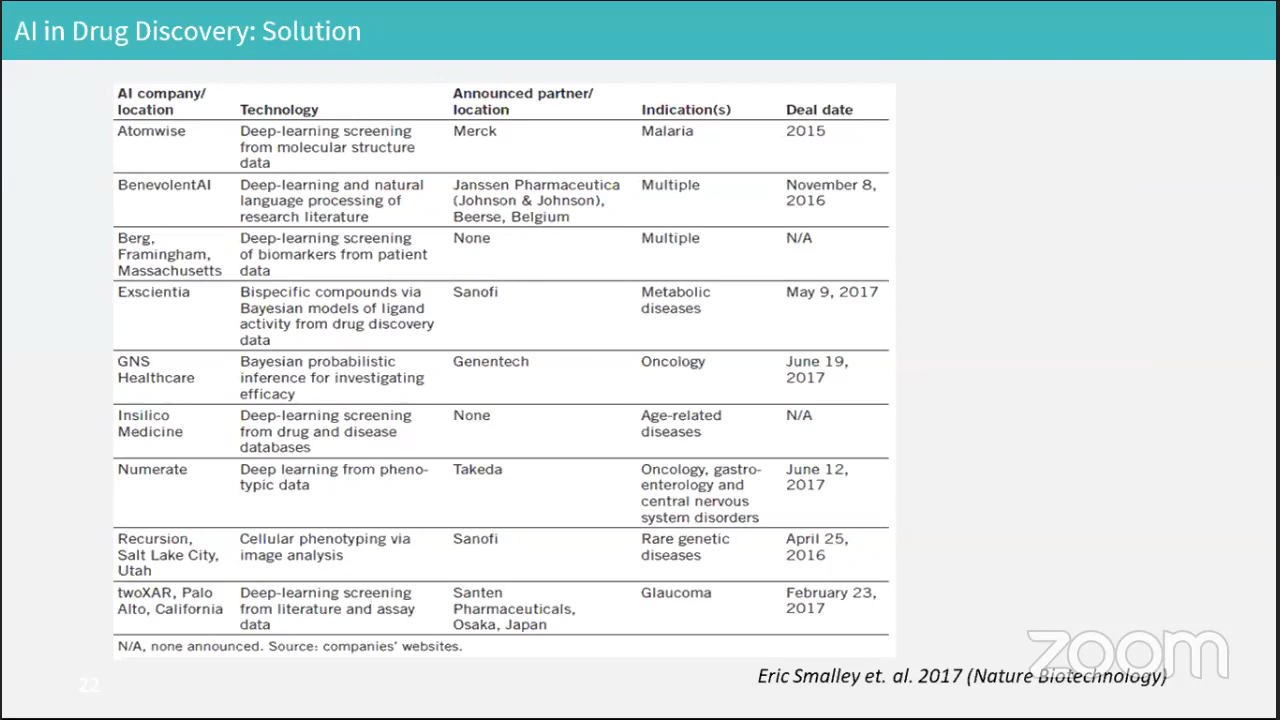 AI in Drug Discovery: Solution
AI company/
location
Technology
Announced partner/
location
Indication(s)
Deal date
Atomwise
Deep-learning screening
from molecular structure
data
Merck
Malaria
2015
BenevolentAI
Deep-learning and natural
language processing of
research literature
Janssen Pharmaceutica
(Johnson & Johnson),
Beerse, Belgium
Multiple
November 8,
2016
Berg,
Framingham,
Massachusetts
Deep-learning screening
of biomarkers from patient
data
None
Multiple
N/A
Exscientia
Bispecific compounds via
Bayesian models of ligand
activity from drug discovery
data
Sanofi
Metabolic
diseases
May 9, 2017
GNS
Healthcare
Bayesian probabilistic
inference for investigating
efficacy
Genentech
Oncology
June 19,
2017
Insilico
Medicine
Deep-learning screening
from drug and disease
databases
None
Age-related
diseases
N/A
Numerate
Deep learning from pheno-
typic data
Takeda
Oncology, gastro-
enterology and
central nervous
system disorders
June 12,
2017
Recursion,
Salt Lake City,
Utah
Cellular phenotyping via
image analysis
Sanofi
Rare genetic
diseases
April 25,
2016
twoXAR, Palo
Alto, California
Deep-learning screening
from literature and assay
data
Santen
Pharmaceuticals,
Osaka, Japan
Glaucoma
February 23,
2017
N/A, none announced. Source: companies' websites.
zoom
Eric Smalley et. al. 2017 (Nature Biotechnology)
22